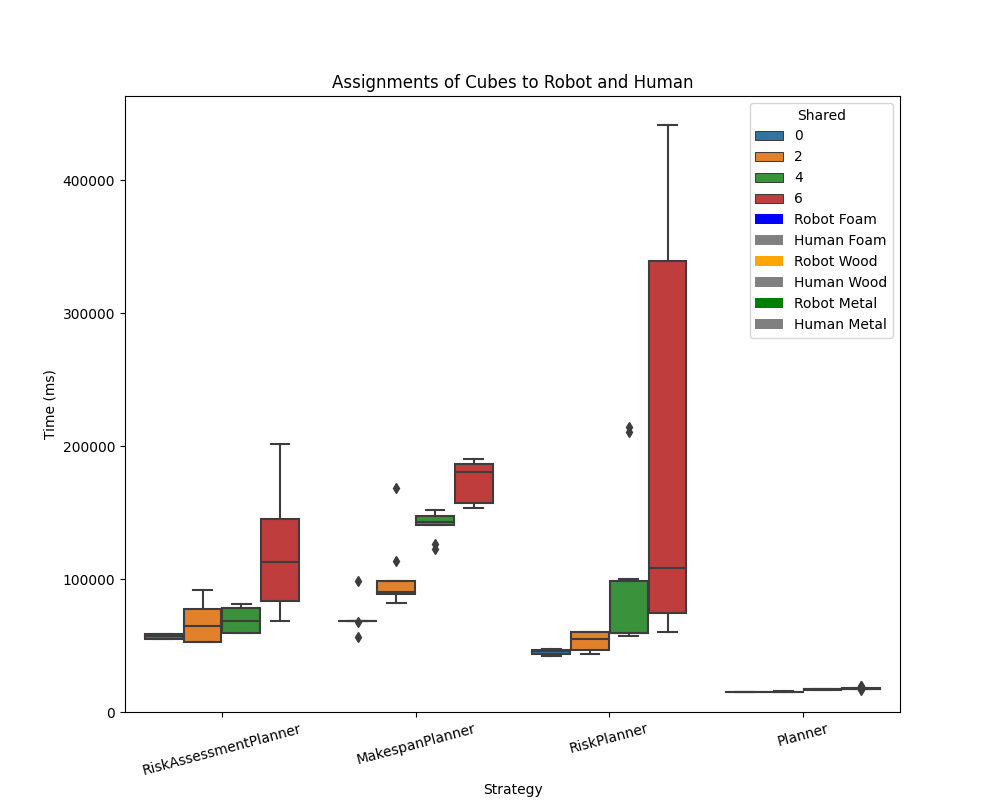 Assignments of Cubes to Robot and Human
Shared
0
2
4
6
Robot Foam
Human Foam
Robot Wood
Human Wood
Robot Metal
Human Metal
Time (ms)
400000
300000
200000
100000
0
RiskAssessmentPlanner
MakespanPlanner
RiskPlanner
Planner
Strategy